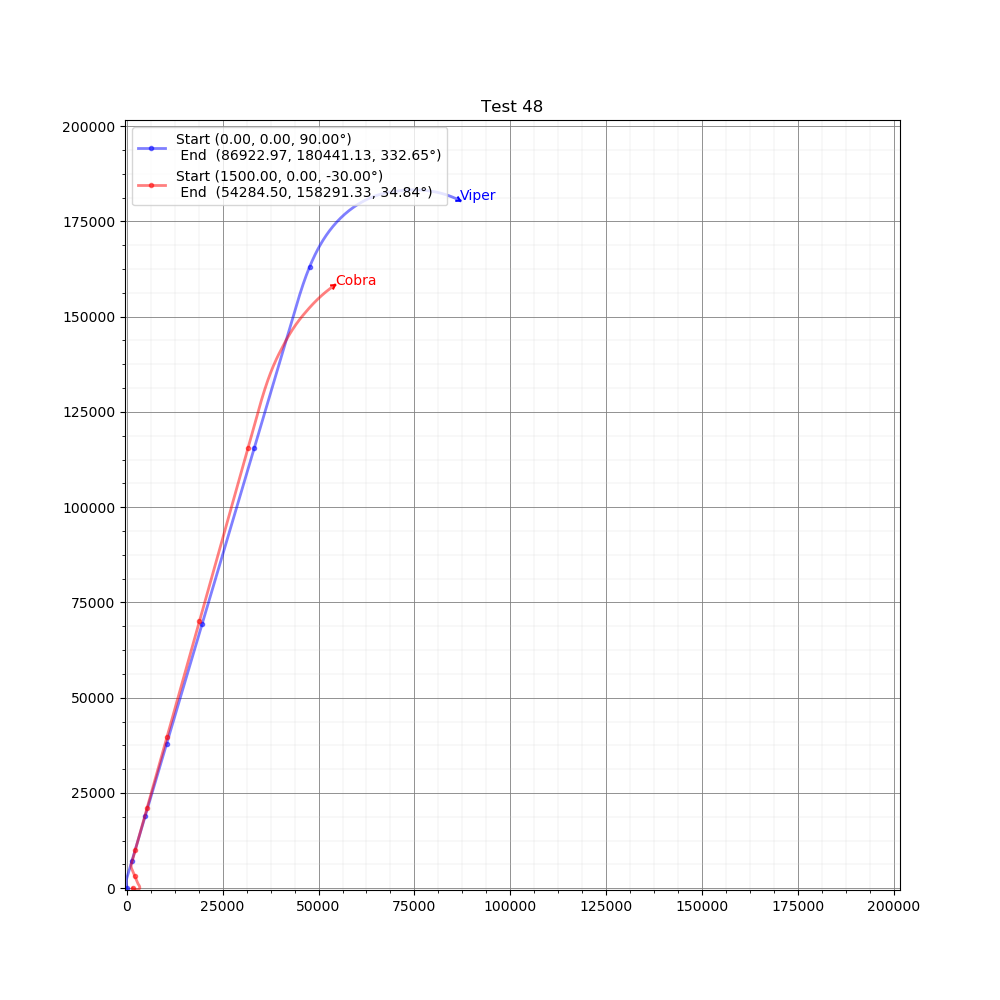 Test 48
Start (0.00, 0.00, 90.00°)
End (86922.97, 180441.13, 332.65°)
Start (1500.00, 0.00, -30.00°)
End (54284.50, 158291.33, 34.84°)
Viper
Cobra
200000
175000
150000
125000
100000
75000
50000
25000
0
0 25000 50000 75000 100000 125000 150000 175000 200000